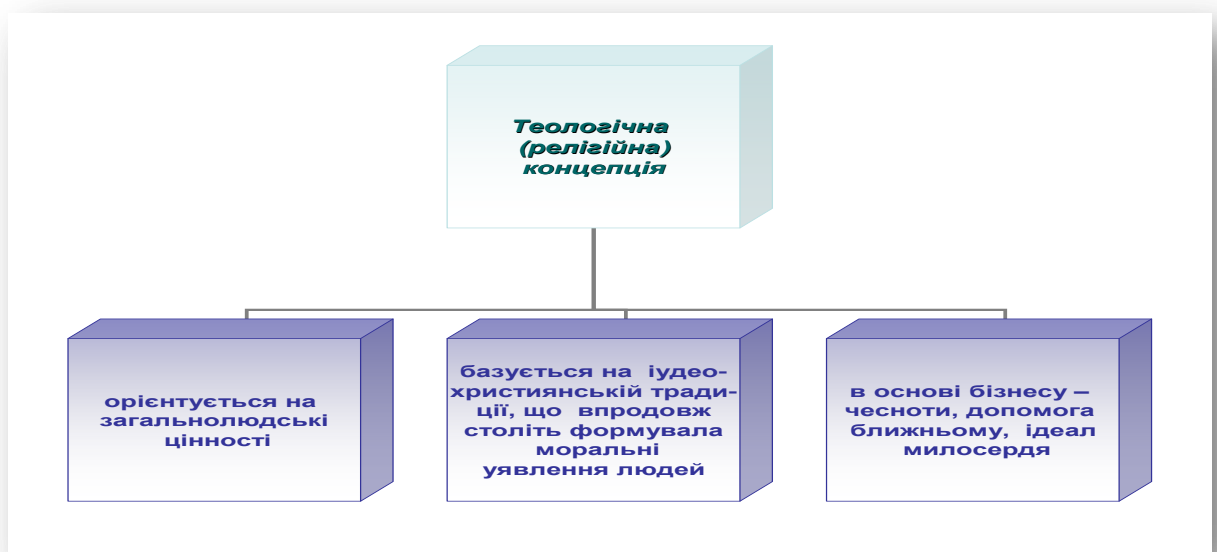 Теологічна
(релігійна)
концепція
орієнтується на
загальнолюдські
цінності
базується на іудео-
християнській тради-
ції, що впродовж
століть формувала
моральні
уявлення людей
в основі бізнесу –
чесноти, допомога
ближньому, ідеал
милосердя